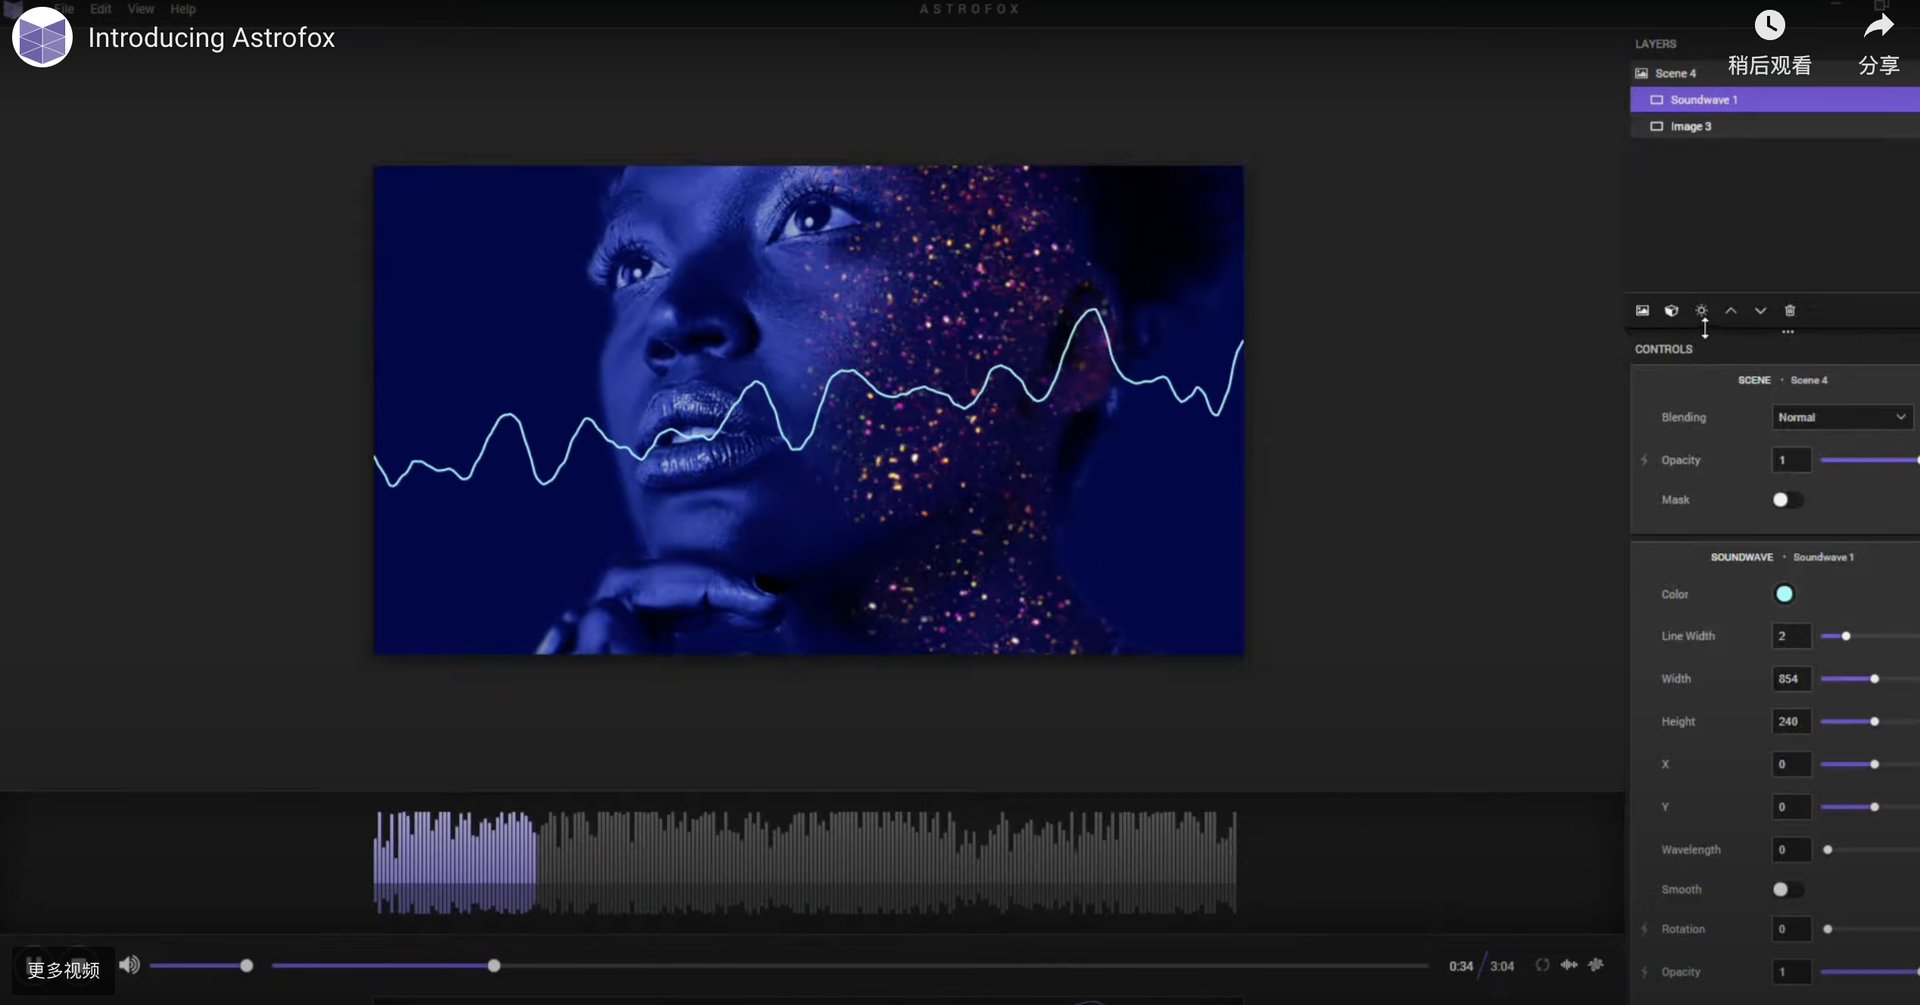 File Edit View Help
ASTROFOX
Introducing Astrofox
稍后观看
分享
LAYERS
Scene 4
Soundwave 1
Image 3
CONTROLS
SCENE · Scene 4
Blending Normal
Opacity 1
Mask
SOUNDWAVE · Soundwave 1
Color
Line Width 2
Width 854
Height 240
X 0
Y 0
Wavelength 0
Smooth
Rotation 0
Opacity 1
更多视频
0:34 / 3:04